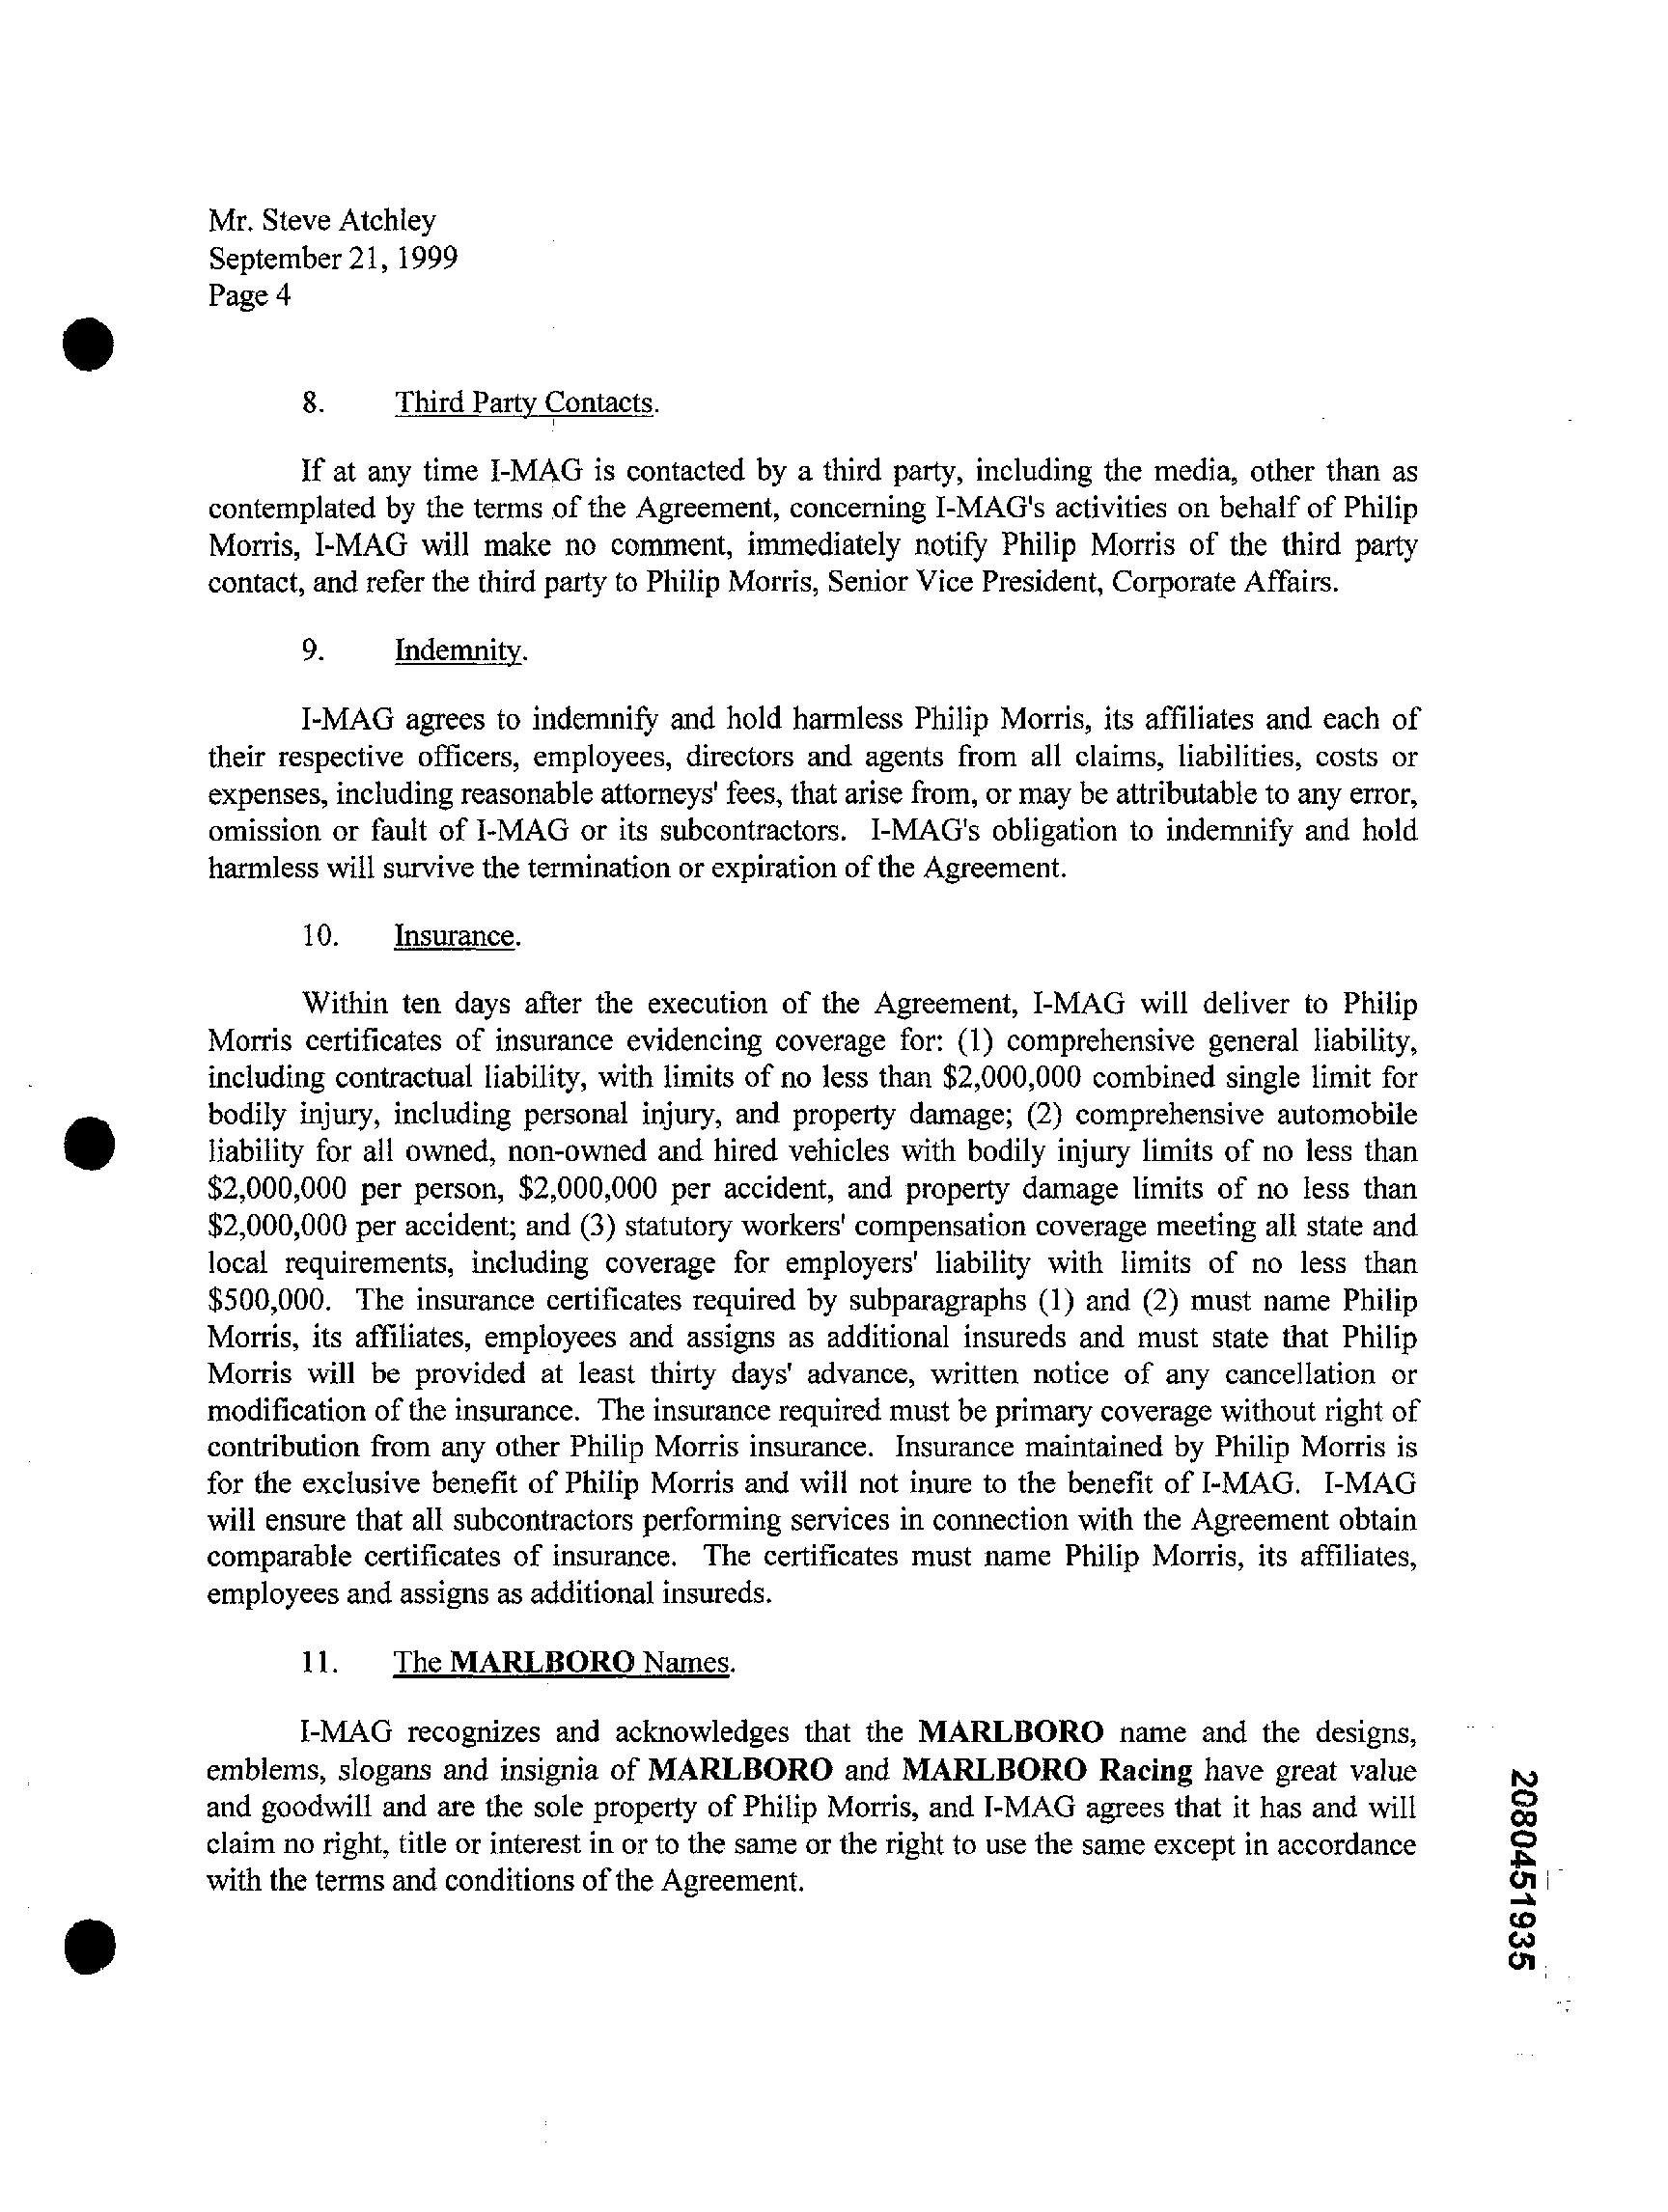 Mr. Steve Atchley
September 21, 1999
Page 4
8. Third Party Contacts.
If at any time I-MAG is contacted by a third party, including the media, other than as
contemplated by the terms of the Agreement, concerning I-MAG's activities on behalf of Philip
Morris, I-MAG will make no comment, immediately notify Philip Morris of the third party
contact, and refer the third party to Philip Morris, Senior Vice President, Corporate Affairs.
9. Indemnity.
I-MAG agrees to indemnify and hold harmless Philip Morris, its affiliates and each of
their respective officers, employees, directors and agents from all claims, liabilities, costs or
expenses, including reasonable attorneys' fees, that arise from, or may be attributable to any error,
omission or fault of I-MAG or its subcontractors. I-MAG's obligation to indemnify and hold
harmless will survive the termination or expiration of the Agreement.
10. Insurance.
Within ten days after the execution of the Agreement, I-MAG will deliver to Philip
Morris certificates of insurance evidencing coverage for: (1) comprehensive general liability,
including contractual liability, with limits of no less than $2,000,000 combined single limit for
bodily injury, including personal injury, and property damage; (2) comprehensive automobile
liability for all owned, non-owned and hired vehicles with bodily injury limits of no less than
$2,000,000 per person, $2,000,000 per accident, and property damage limits of no less than
$2,000,000 per accident; and (3) statutory workers' compensation coverage meeting all state and
local requirements, including coverage for employers' liability with limits of no less than
$500,000. The insurance certificates required by subparagraphs (1) and (2) must name Philip
Morris, its affiliates, employees and assigns as additional insureds and must state that Philip
Morris will be provided at least thirty days' advance, written notice of any cancellation or
modification of the insurance. The insurance required must be primary coverage without right of
contribution from any other Philip Morris insurance. Insurance maintained by Philip Morris is
for the exclusive benefit of Philip Morris and will not inure to the benefit of I-MAG. I-MAG
will ensure that all subcontractors performing services in connection with the Agreement obtain
comparable certificates of insurance. The certificates must name Philip Morris, its affiliates,
employees and assigns as additional insureds.
11. The MARLBORO Names.
I-MAG recognizes and acknowledges that the MARLBORO name and the designs,
emblems, slogans and insignia of MARLBORO and MARLBORO Racing have great value
and goodwill and are the sole property of Philip Morris, and I-MAG agrees that it has and will
claim no right, title or interest in or to the same or the right to use the same except in accordance
with the terms and conditions of the Agreement.
2080451935